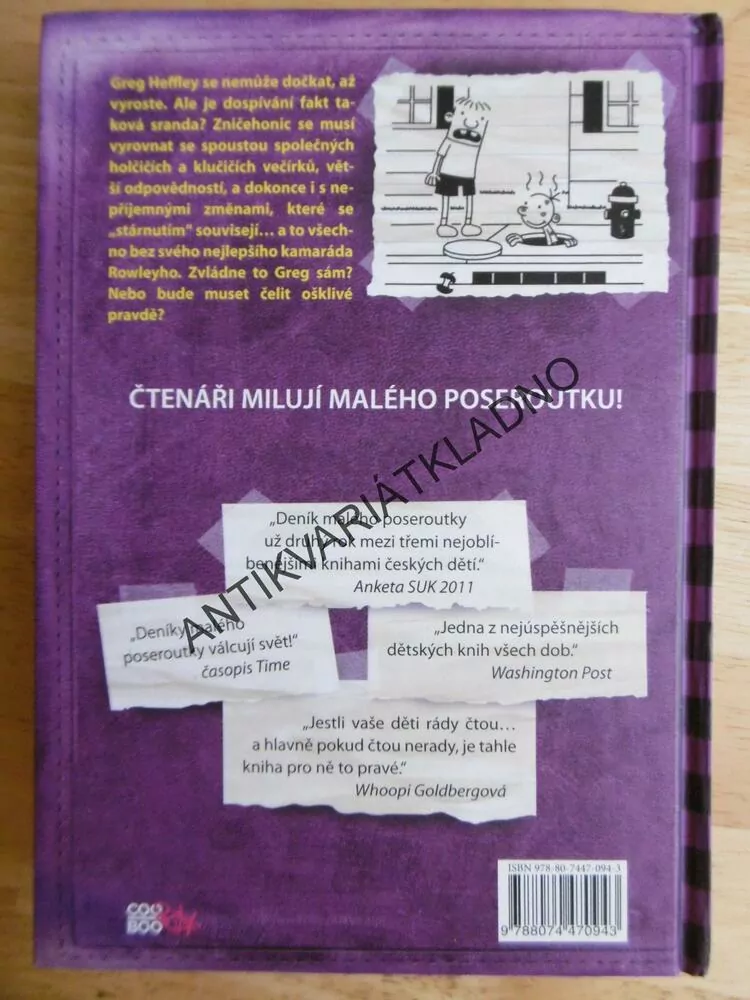 Greg Heffley se nemůže dočkat, až
vyroste. Ale je dospívání fakt ta-
ková sranda? Zničehonic se musí
vyrovnat se spoustou společných
holčičích a klučičích večírků, vět-
ší odpovědností, a dokonce i s ne-
příjemnými změnami, které se
„stárnutím“ souvisejí... a to všech-
no bez svého nejlepšího kamaráda
Rowleyho. Zvládne to Greg sám?
Nebo bude muset čelit ošklivé
pravdě?
ČTENÁŘI MILUJÍ MALÉHO POSEROUTKU!
ANTIKVARIÁTKLADNO
„Deník malého poseroutky
už druhý rok mezi třemi nejoblí-
benějšími knihami českých dětí.“
Anketa SUK 2011
„Deníky malého
poseroutky válcují svět!“
časopis Time
„Jedna z nejúspěšnějších
dětských knih všech dob.“
Washington Post
„Jestli vaše děti rády čtou...
a hlavně pokud čtou nerady, je tahle
kniha pro ně to pravé.“
Whoopi Goldbergová
ISBN 978-80-7447-094-3
9 788074 470943
COO
BOO